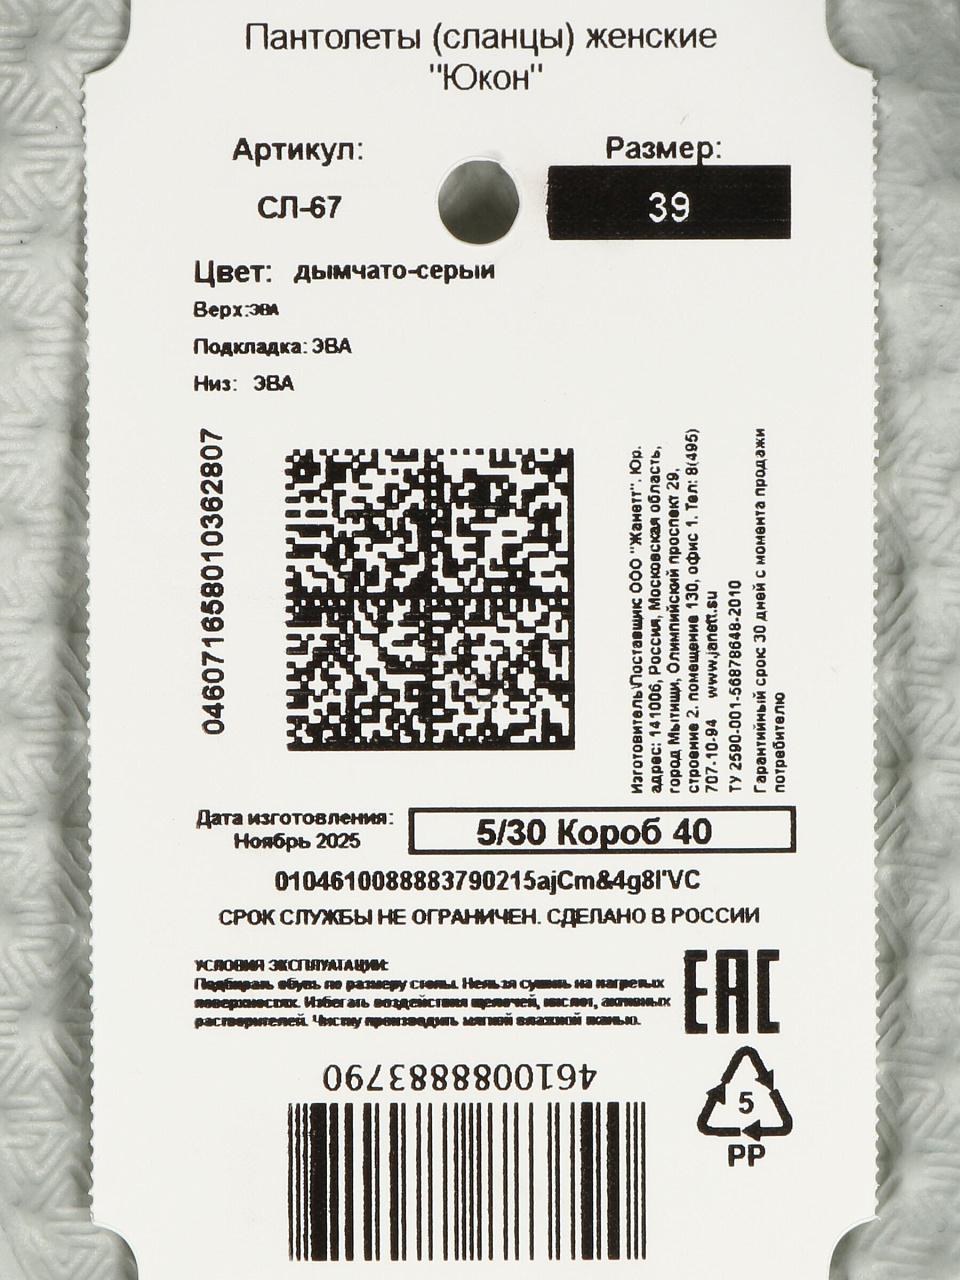 Пантолеты (сланцы) женские
"Юкон"
Артикул:
Размер:
СЛ-67
39
Цвет: дымчато-серый
Верх:ЭВА
Подкладка: ЭВА
Низ: ЭВА
046071658010362807
Изготовитель\Поставщик: ООО "Жанетт". Юр.
адрес: 141006, Россия, Московская область,
город Мытищи, Олимпийский проспект 29,
строение 2. помещение 130, офис 1. Тел: 8(495)
707-10-94 www.janett.su
ТУ 2590-001-56878648-2010
Гарантийный срок: 30 дней с момента продажи
потребителю
Дата изготовления:
Ноябрь 2025
5/30 Короб 40
0104610088883790215ajCm&4g8l'VC
СРОК СЛУЖБЫ НЕ ОГРАНИЧЕН. СДЕЛАНО В РОССИИ
УСЛОВИЯ ЭКСПЛУАТАЦИИ:
Подбирать обувь по размеру стопы. Нельзя сушить на нагретых
поверхностях. Избегать воздействия щелочей, кислот, активных
растворителей. Чистку производить мягкой влажной тканью.
EAC
4610088883790
5
PP